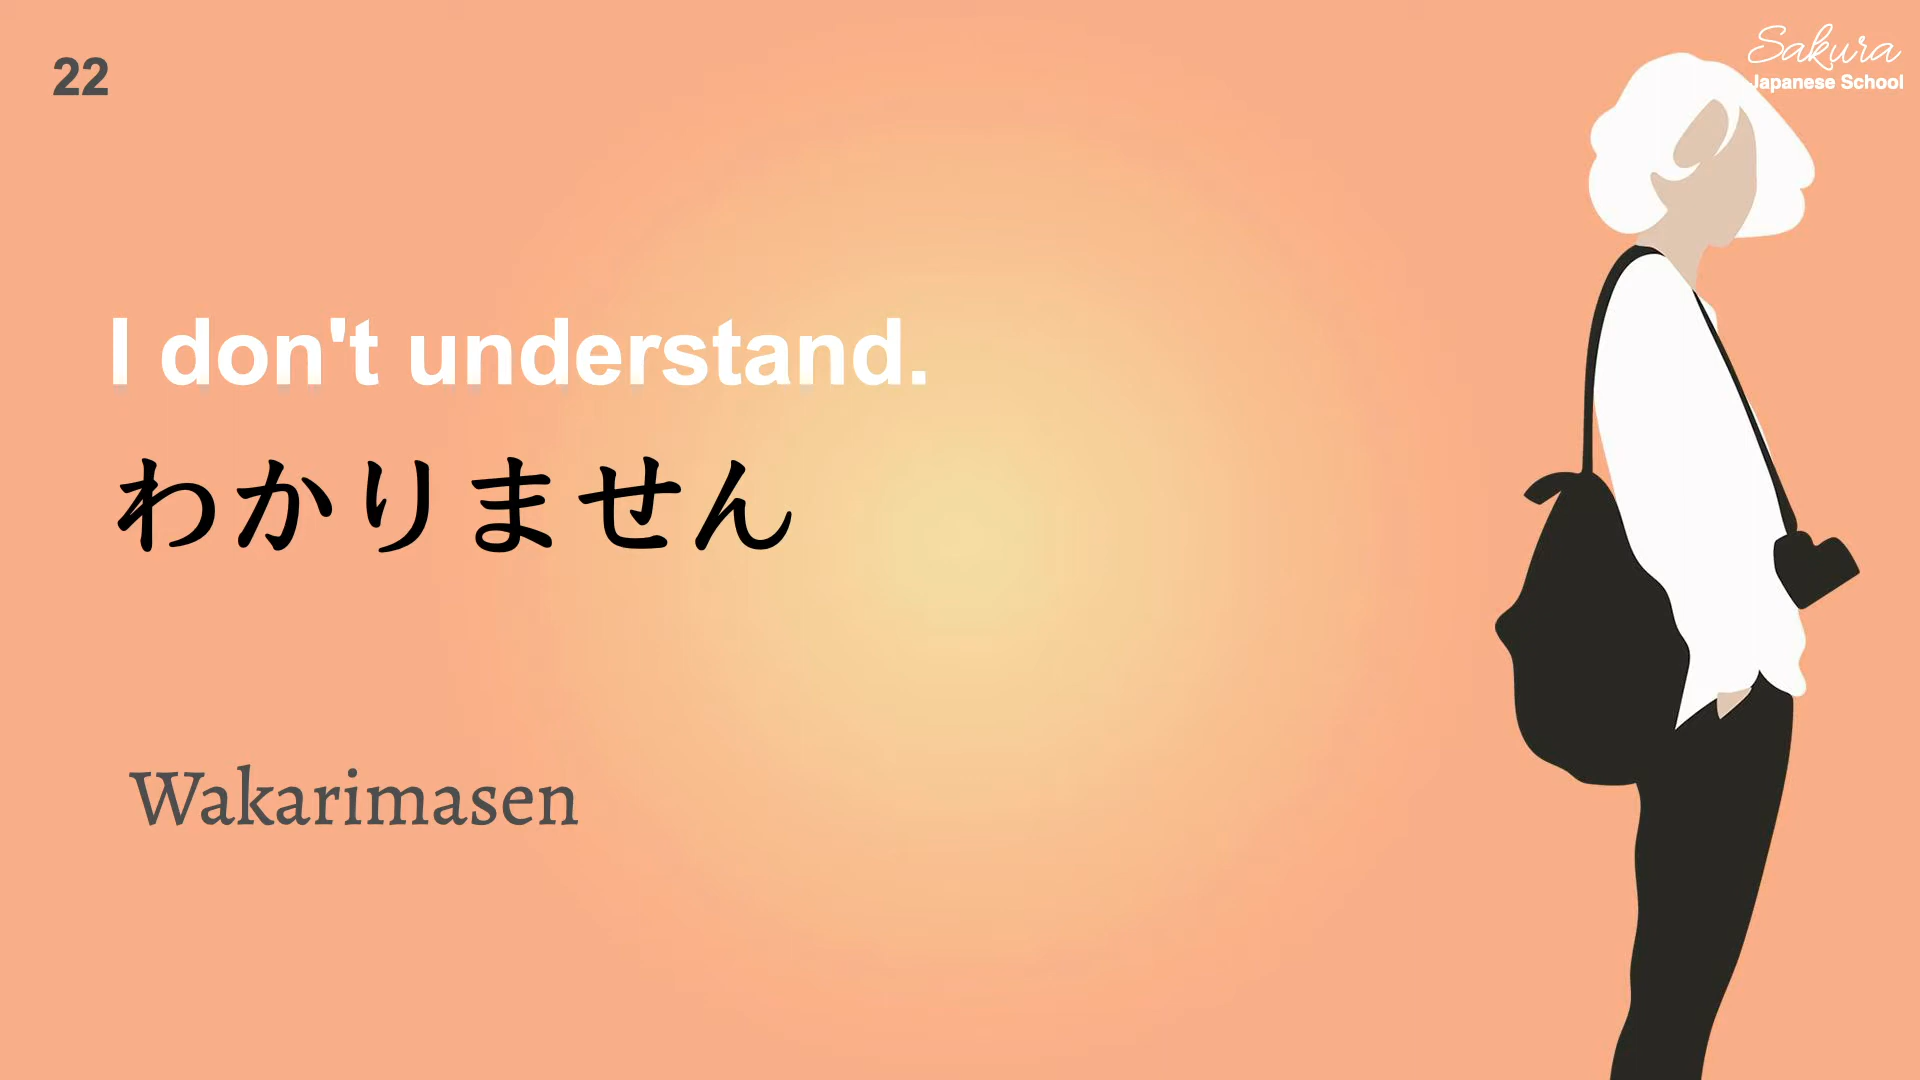 22
Sakura
Japanese School
I don't understand.
わかりません
Wakarimasen